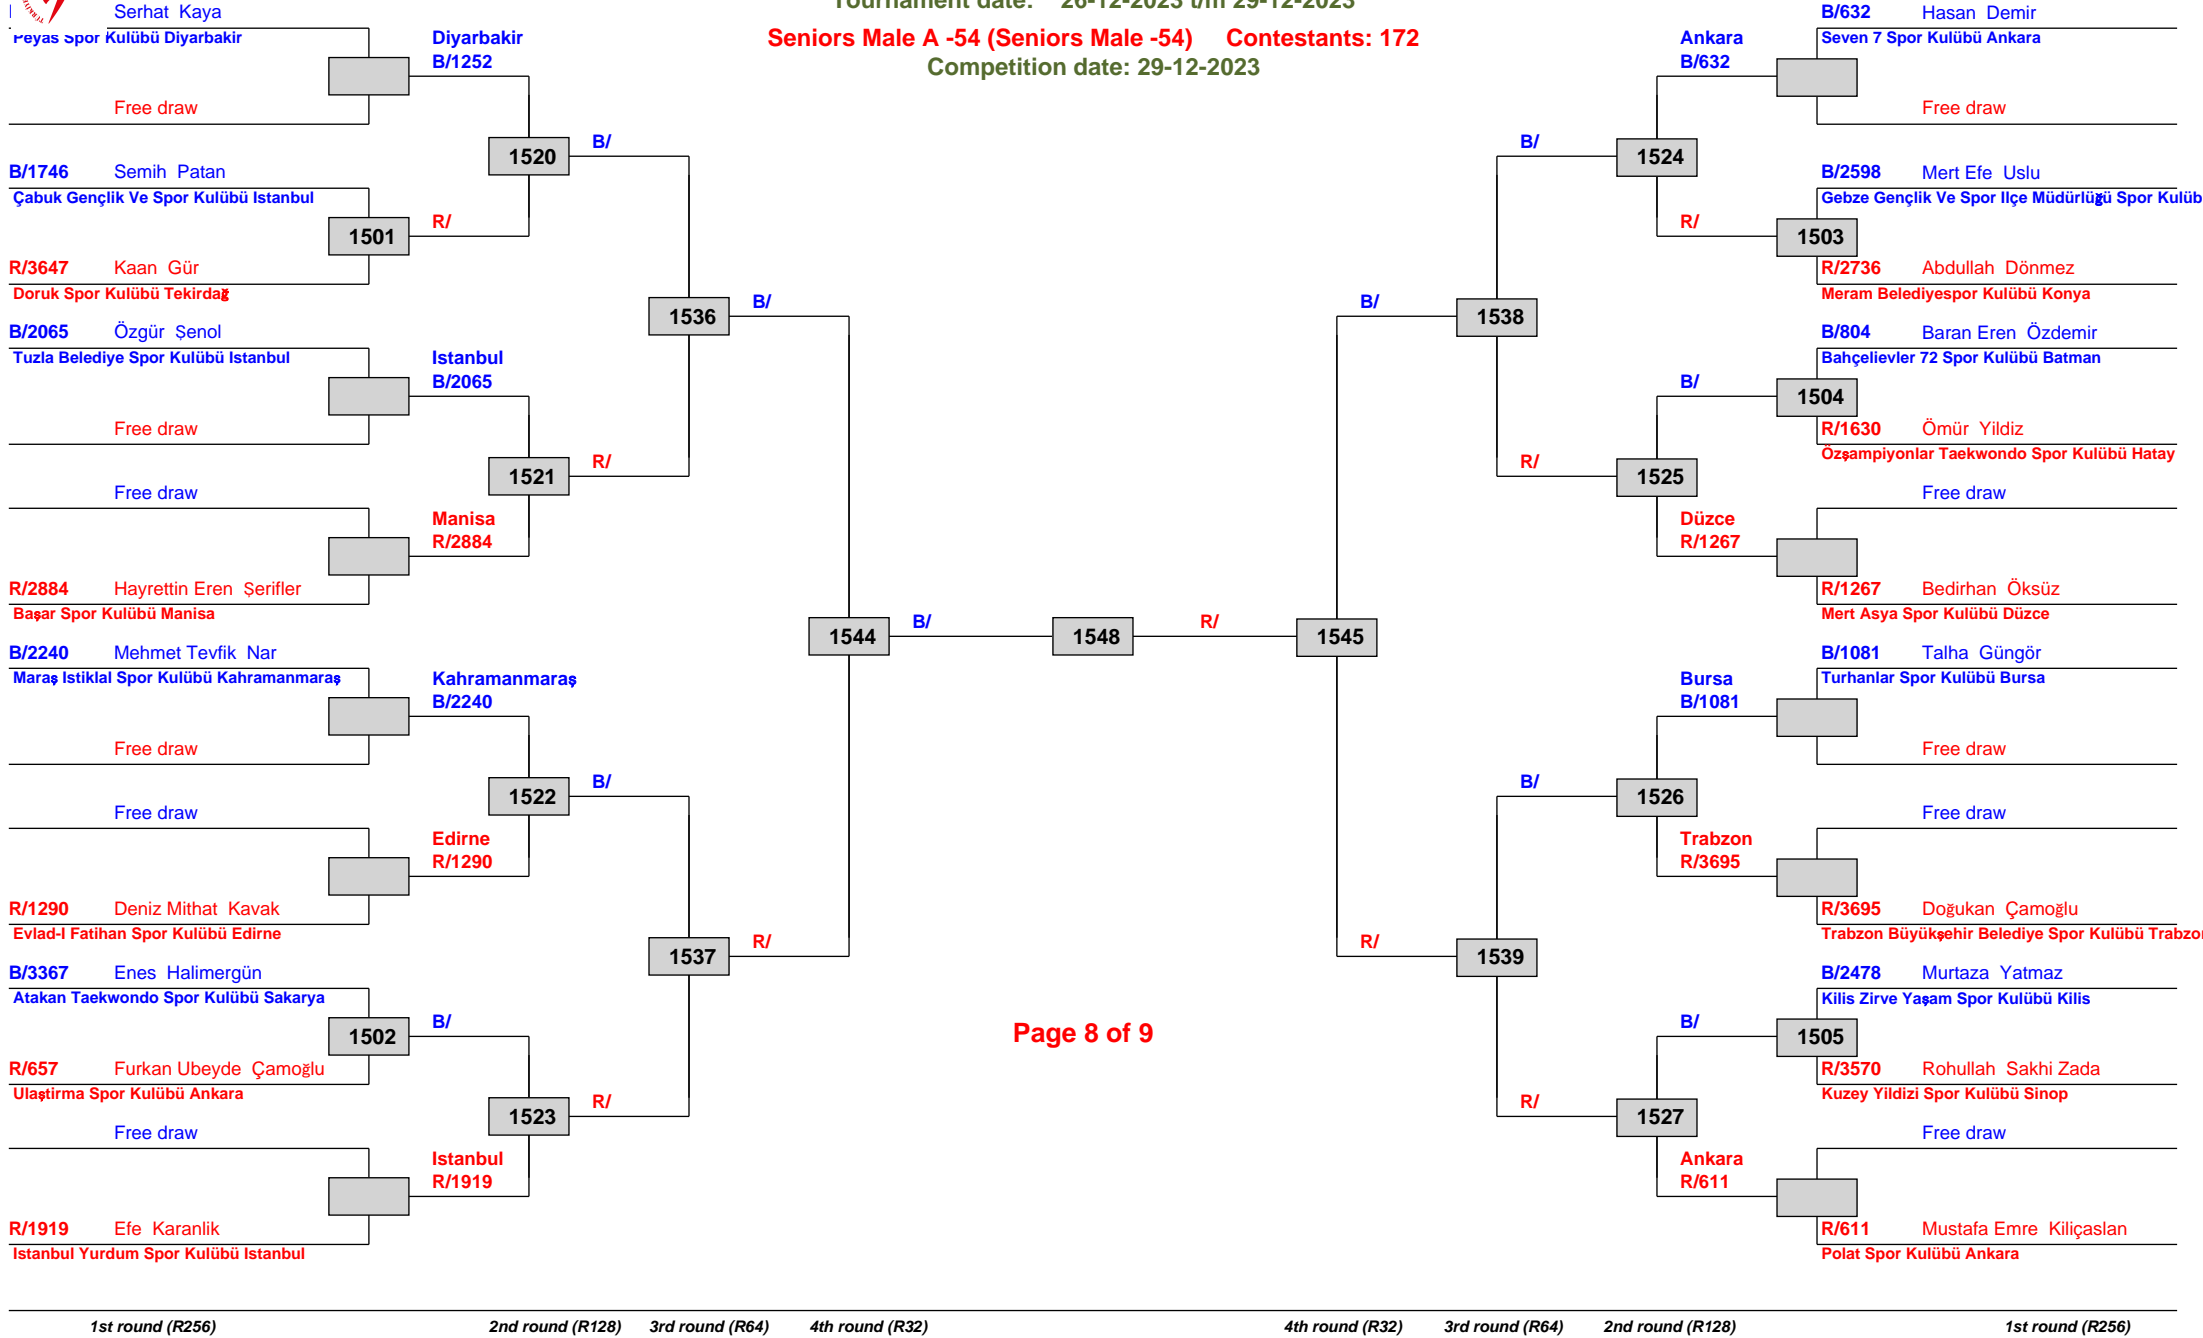 Tournament date: 26-12-2023 t/m 29-12-2023
Seniors Male A -54 (Seniors Male -54) Contestants: 172
Competition date: 29-12-2023
Serhat Kaya
Peyas Spor Kulübü Diyarbakir
Free draw
Diyarbakir
B/1252
B/1746 Semih Patan
Çabuk Gençlik Ve Spor Kulübü Istanbul
1501
R/
R/3647 Kaan Gür
Doruk Spor Kulübü Tekirdağ
1520
B/
B/2065 Özgür Şenol
Tuzla Belediye Spor Kulübü Istanbul
Free draw
Istanbul
B/2065
Free draw
R/2884 Hayrettin Eren Şerifler
Başar Spor Kulübü Manisa
Manisa
R/2884
1521
R/
1536
B/
B/2240 Mehmet Tevfik Nar
Maraş Istiklal Spor Kulübü Kahramanmaraş
Free draw
Kahramanmaraş
B/2240
Free draw
R/1290 Deniz Mithat Kavak
Evlad-I Fatihan Spor Kulübü Edirne
Edirne
R/1290
1522
B/
B/3367 Enes Halimergün
Atakan Taekwondo Spor Kulübü Sakarya
1502
B/
R/657 Furkan Ubeyde Çamoğlu
Ulaştirma Spor Kulübü Ankara
Free draw
R/1919 Efe Karanlik
Istanbul Yurdum Spor Kulübü Istanbul
Istanbul
R/1919
1523
R/
1537
R/
1544
B/
1548
R/
1545
Page 8 of 9
B/632 Hasan Demir
Seven 7 Spor Kulübü Ankara
Free draw
Ankara
B/632
B/2598 Mert Efe Uslu
Gebze Gençlik Ve Spor Ilçe Müdürlüğü Spor Kulüb
1503
R/
R/2736 Abdullah Dönmez
Meram Belediyespor Kulübü Konya
1524
B/
B/804 Baran Eren Özdemir
Bahçelievler 72 Spor Kulübü Batman
1504
B/
R/1630 Ömür Yildiz
Özşampiyonlar Taekwondo Spor Kulübü Hatay
Free draw
R/1267 Bedirhan Öksüz
Mert Asya Spor Kulübü Düzce
Düzce
R/1267
1525
R/
1538
B/
B/1081 Talha Güngör
Turhanlar Spor Kulübü Bursa
Free draw
Bursa
B/1081
Free draw
R/3695 Doğukan Çamoğlu
Trabzon Büyükşehir Belediye Spor Kulübü Trabzon
Trabzon
R/3695
1526
B/
B/2478 Murtaza Yatmaz
Kilis Zirve Yaşam Spor Kulübü Kilis
1505
B/
R/3570 Rohullah Sakhi Zada
Kuzey Yildizi Spor Kulübü Sinop
Free draw
R/611 Mustafa Emre Kiliçaslan
Polat Spor Kulübü Ankara
Ankara
R/611
1527
R/
1539
R/
1st round (R256) 2nd round (R128) 3rd round (R64) 4th round (R32) 4th round (R32) 3rd round (R64) 2nd round (R128) 1st round (R256)